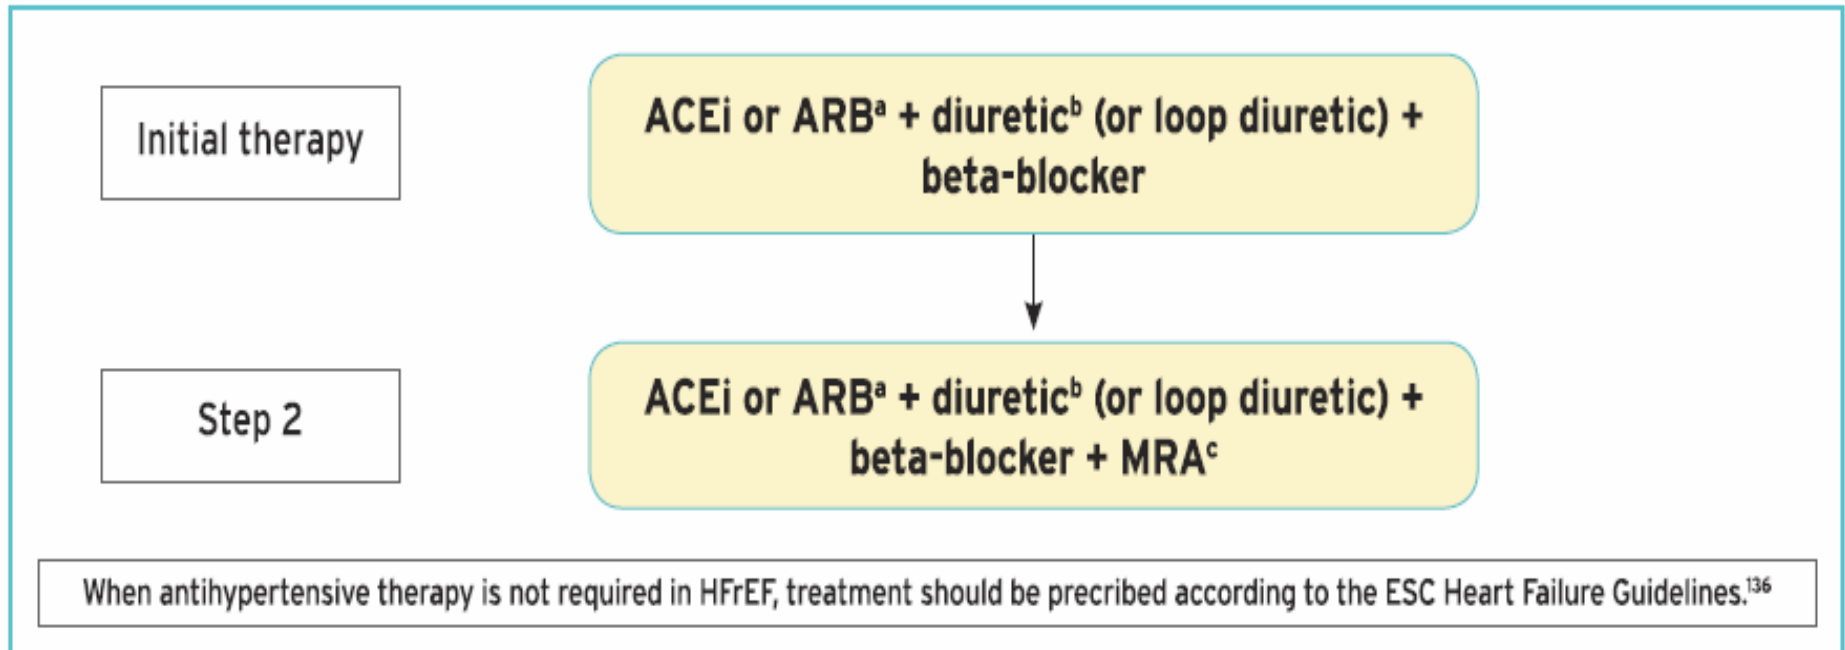 Initial therapy
ACEi or ARBᵃ + diureticᵇ (or loop diuretic) +
beta-blocker
Step 2
ACEi or ARBᵃ + diureticᵇ (or loop diuretic) +
beta-blocker + MRAᶜ
When antihypertensive therapy is not required in HFrEF, treatment should be precribed according to the ESC Heart Failure Guidelines.¹³⁶